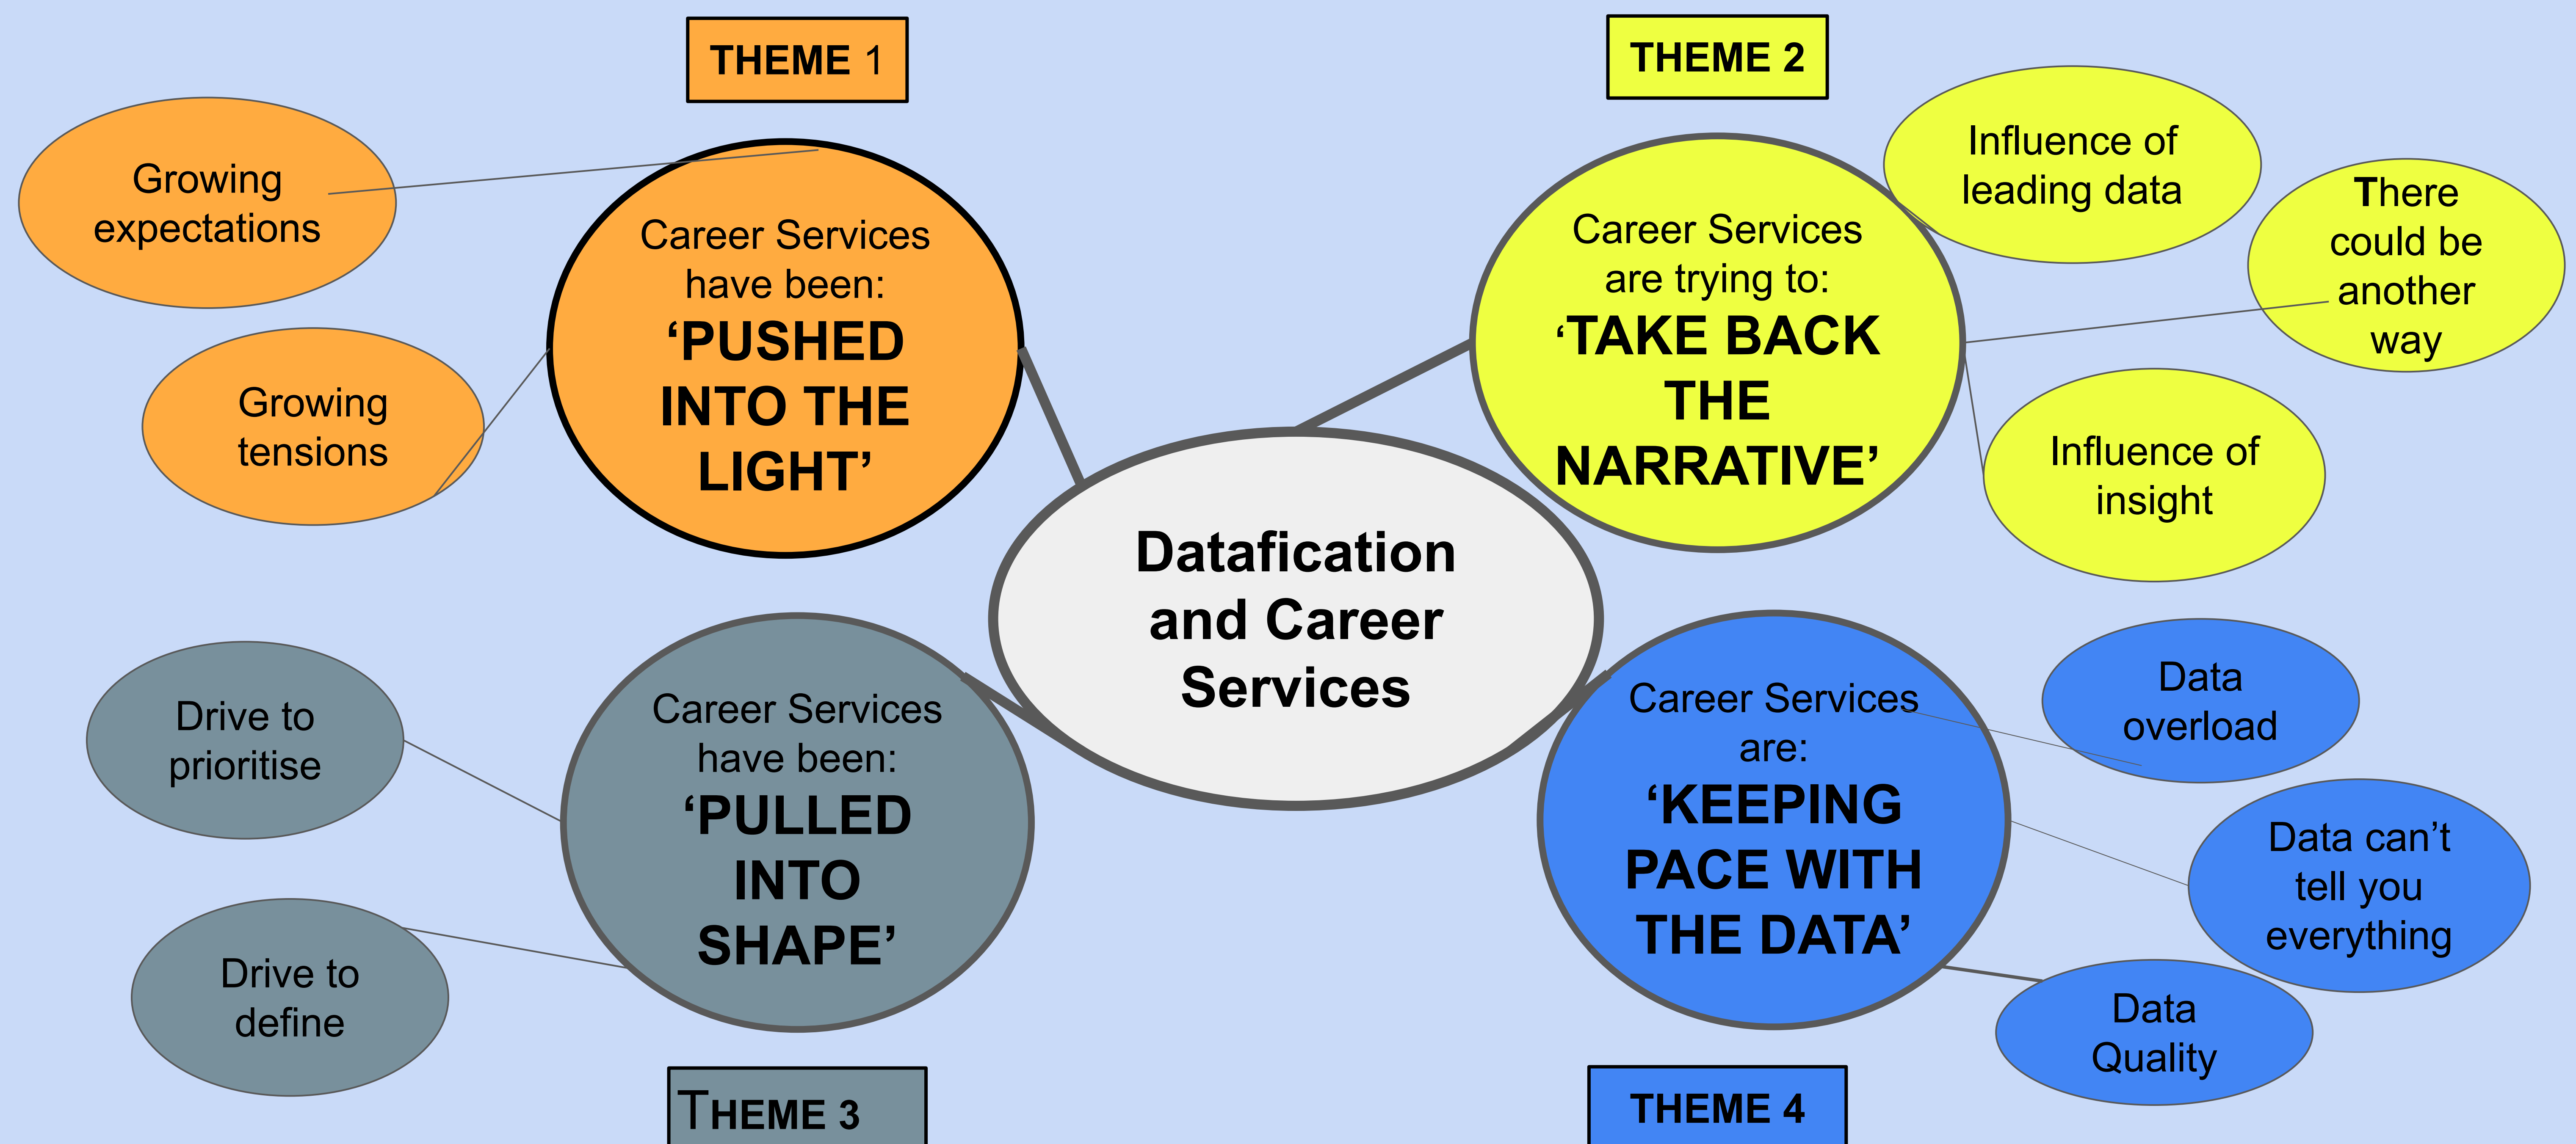 THEME 1
Growing
expectations
Growing
tensions
Career Services
have been:
‘PUSHED
INTO THE
LIGHT’
THEME 2
Career Services
are trying to:
‘TAKE BACK
THE
NARRATIVE’
Influence of
leading data
There
could be
another
way
Influence of
insight
Datafication
and Career
Services
Drive to
prioritise
Drive to
define
Career Services
have been:
‘PULLED
INTO
SHAPE’
THEME 3
Career Services
are:
‘KEEPING
PACE WITH
THE DATA’
Data
overload
Data can’t
tell you
everything
Data
Quality
THEME 4